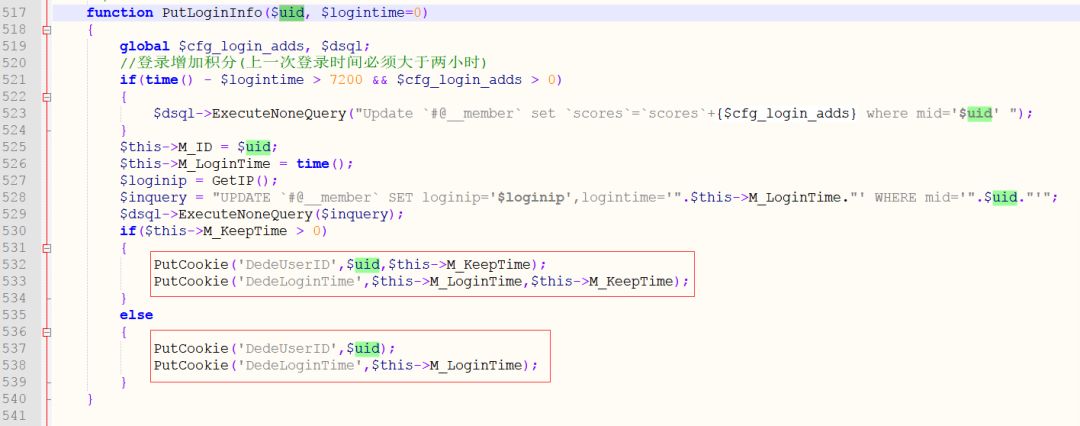 517 function PutLoginInfo($uid, $logintime=0)
518 {
519 global $cfg_login_adds, $dsql;
520 //登录增加积分(上一次登录时间必须大于两小时)
521 if(time() - $logintime > 7200 && $cfg_login_adds > 0)
522 {
523 $dsql->ExecuteNoneQuery("Update `#@__member` set `scores`=`scores`+{$cfg_login_adds} where mid='$uid' ");
524 }
525 $this->M_ID = $uid;
526 $this->M_LoginTime = time();
527 $loginip = GetIP();
528 $inquery = "UPDATE `#@__member` SET loginip='$loginip',logintime='".$this->M_LoginTime."' WHERE mid='".$uid."'";
529 $dsql->ExecuteNoneQuery($inquery);
530 if($this->M_KeepTime > 0)
531 {
532 PutCookie('DedeUserID',$uid,$this->M_KeepTime);
533 PutCookie('DedeLoginTime',$this->M_LoginTime,$this->M_KeepTime);
534 }
535 else
536 {
537 PutCookie('DedeUserID',$uid);
538 PutCookie('DedeLoginTime',$this->M_LoginTime);
539 }
540 }
541